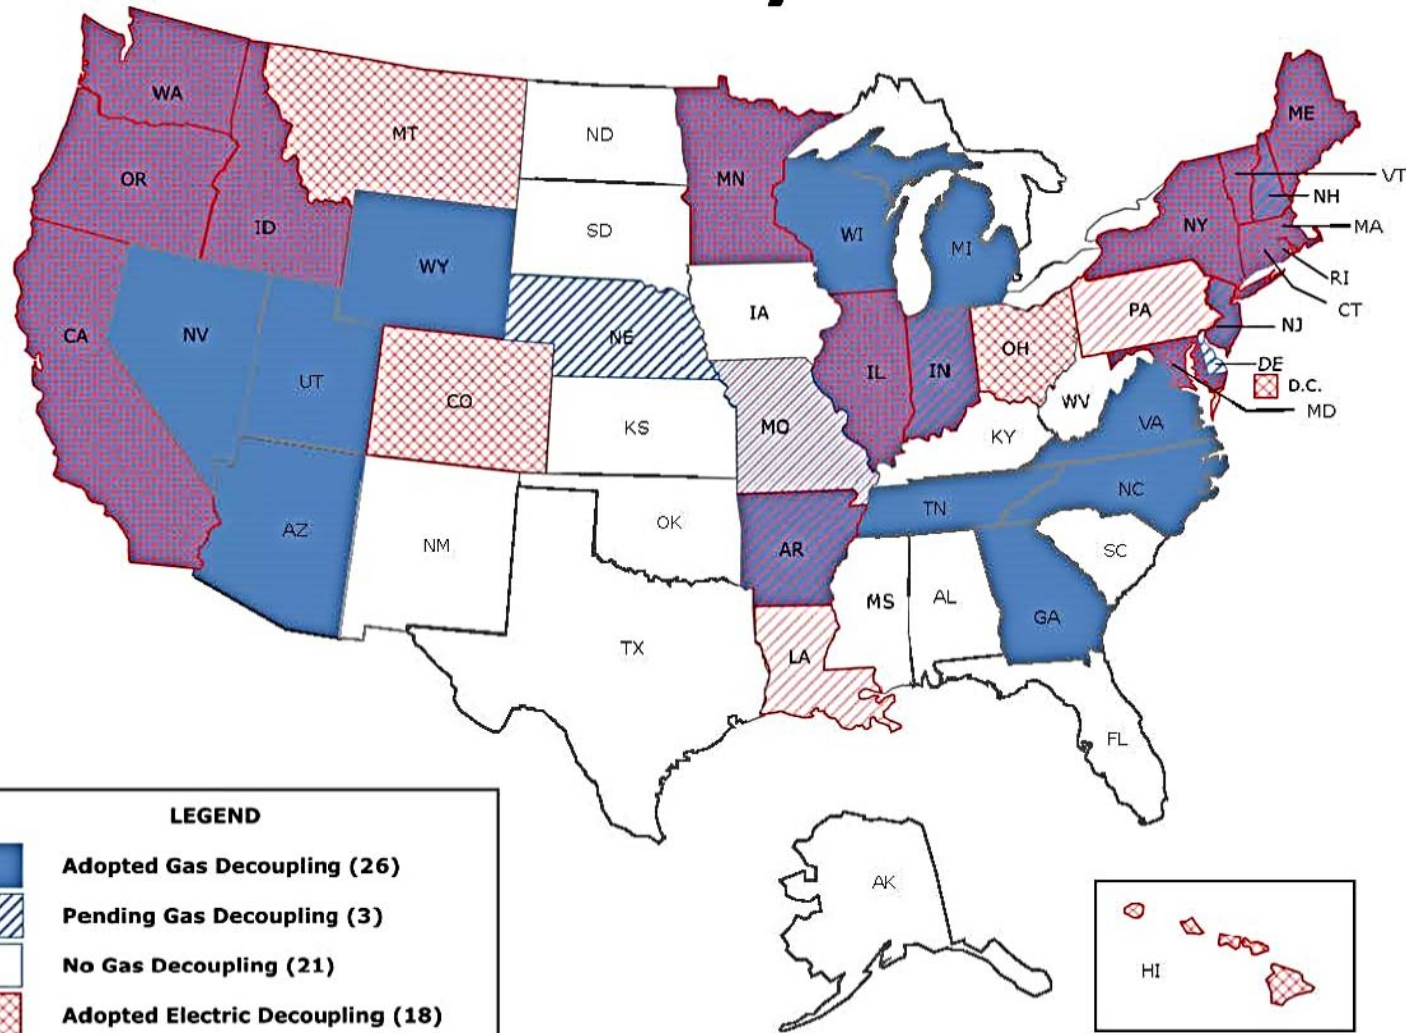 WA
ME
MT
ND
VT
OR
MN
NH
ID
SD
NY
MA
WI
MI
WY
RI
CT
IA
PA
NV
NJ
CA
NE
OH
DE
IL
IN
UT
D.C.
CO
WV
MD
KS
MO
KY
VA
NC
TN
OK
AZ
NM
AR
SC
MS
AL
GA
TX
LA
FL
LEGEND
Adopted Gas Decoupling (26)
AK
Pending Gas Decoupling (3)
No Gas Decoupling (21)
HI
Adopted Electric Decoupling (18)